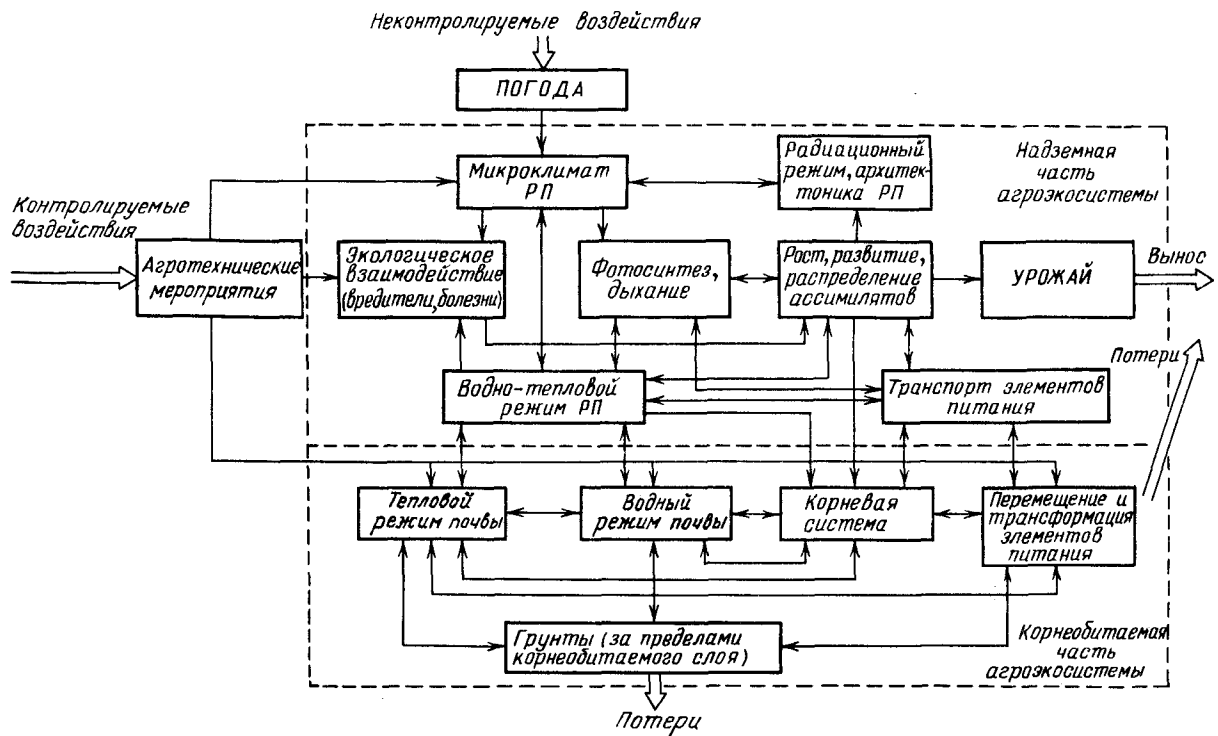 Неконтролируемые воздействия
ПОГОДА
Микроклимат
РП
Радиационный
режим, архитек-
тоника РП
Надземная
часть
агроэкосистемы
Контролируемые
воздействия
Агротехнические
мероприятия
Экологическое
взаимодействие
(вредители, болезни)
Фотосинтез,
дыхание
Рост, развитие,
распределение
ассимилятов
УРОЖАЙ
Вынос
Потери
Водно-тепловой
режим РП
Транспорт элементов
питания
Тепловой
режим почвы
Водный
режим почвы
Корневая
система
Перемещение и
трансформация
элементов
питания
Грунты (за пределами
корнеобитаемого слоя)
Корнеобитаемая
часть
агроэкосистемы
Потери